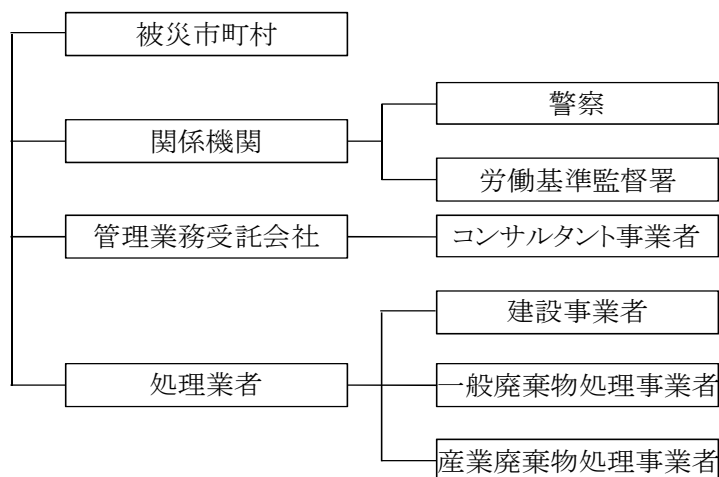 被災市町村
関係機関
警察
労働基準監督署
管理業務受託会社
コンサルタント事業者
処理業者
建設事業者
一般廃棄物処理事業者
産業廃棄物処理事業者